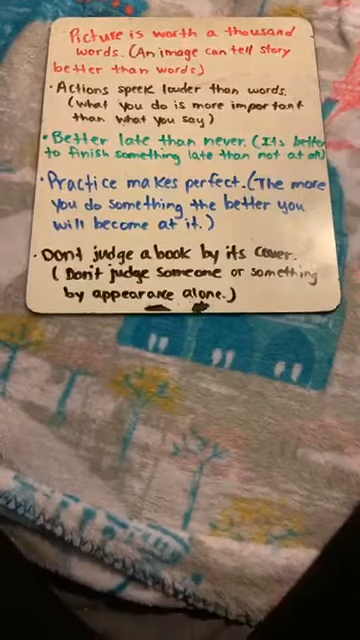 Picture is worth a thousand
words. (An image can tell story
better than words)
• Actions speek louder than words.
(What you do is more important
than what you say)
• Better late than never. (Its better
to finish something late than not at all)
• Practice makes perfect. (The more
you do something the better you
will become at it.)
• Dont judge a book by its cover.
(Don't judge someone or something
by appearance alone.)